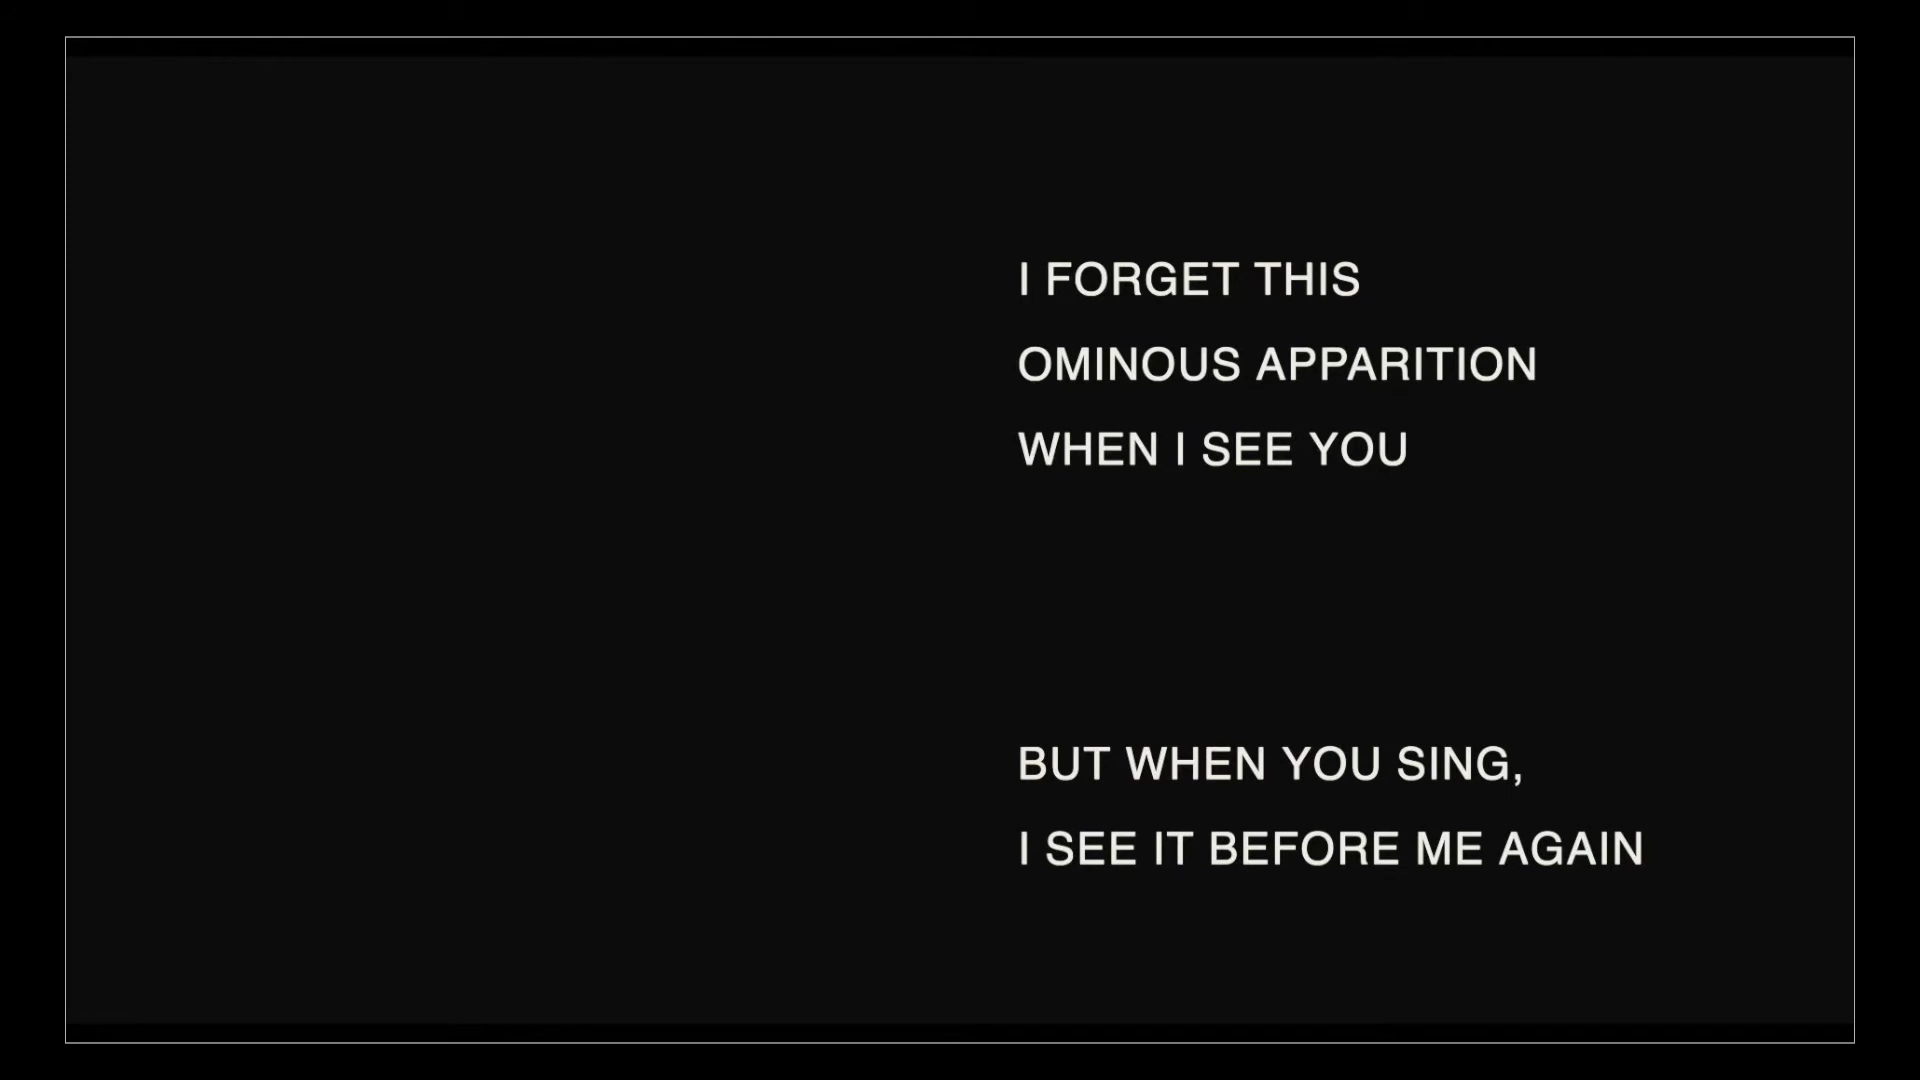 I FORGET THIS
OMINOUS APPARITION
WHEN I SEE YOU
BUT WHEN YOU SING,
I SEE IT BEFORE ME AGAIN